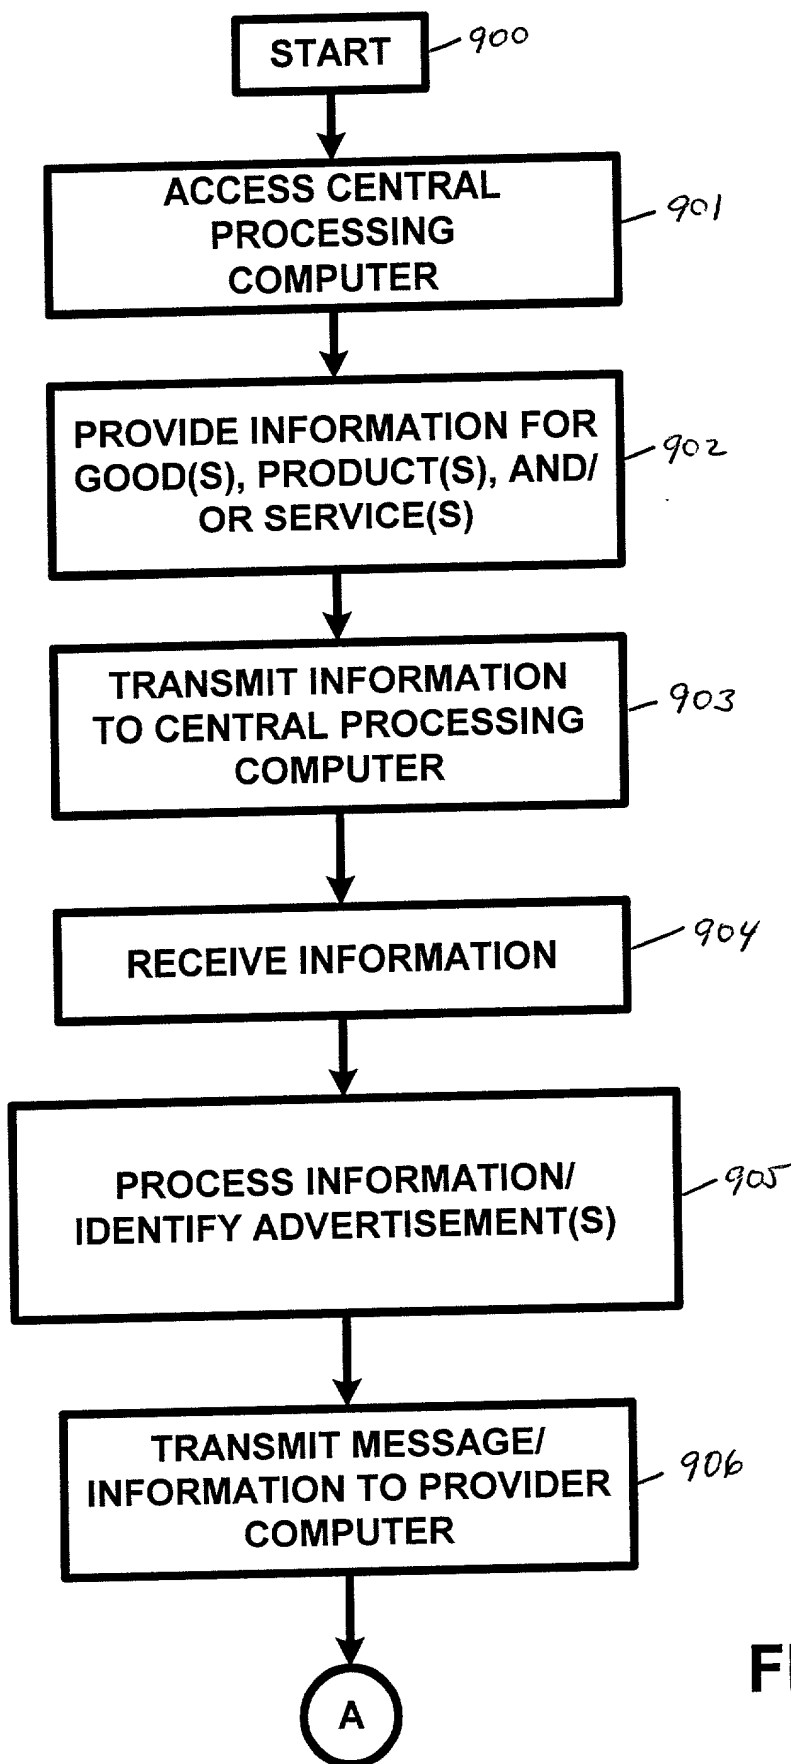 START
900
ACCESS CENTRAL
PROCESSING
COMPUTER
901
PROVIDE INFORMATION FOR
GOOD(S), PRODUCT(S), AND/
OR SERVICE(S)
902
TRANSMIT INFORMATION
TO CENTRAL PROCESSING
COMPUTER
903
RECEIVE INFORMATION
904
PROCESS INFORMATION/
IDENTIFY ADVERTISEMENT(S)
905
TRANSMIT MESSAGE/
INFORMATION TO PROVIDER
COMPUTER
906
A